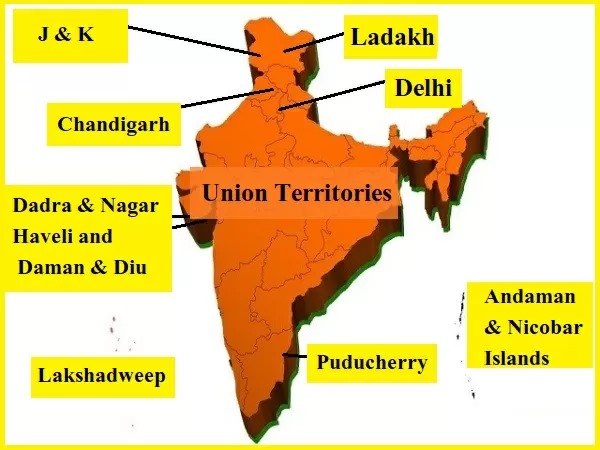 J & K
Ladakh
Delhi
Chandigarh
Union Territories
Dadra & Nagar
Haveli and
Daman & Diu
Andaman
& Nicobar
Islands
Puducherry
Lakshadweep